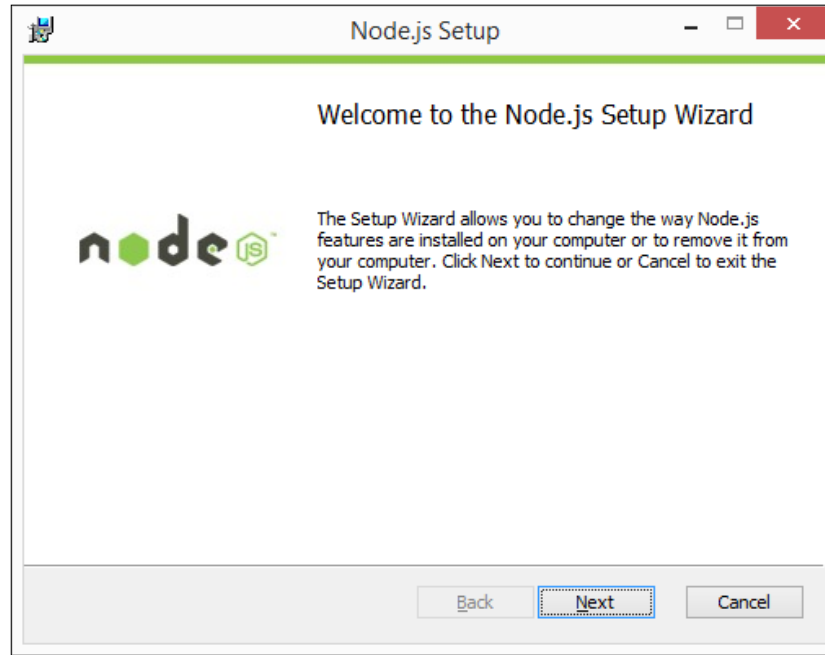 Node.js Setup
Welcome to the Node.js Setup Wizard
node JS™
The Setup Wizard allows you to change the way Node.js
features are installed on your computer or to remove it from
your computer. Click Next to continue or Cancel to exit the
Setup Wizard.
Back Next Cancel